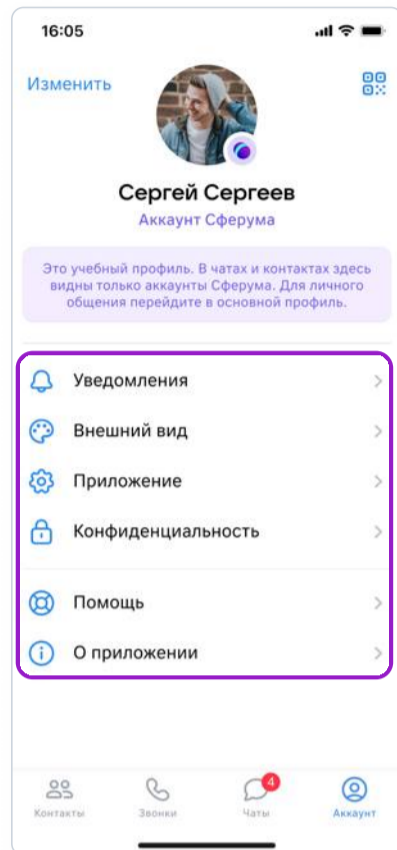 16:05
Изменить
Сергей Сергеев
Аккаунт Сферума
Это учебный профиль. В чатах и контактах здесь
видны только аккаунты Сферума. Для личного
общения перейдите в основной профиль.
Уведомления
Внешний вид
Приложение
Конфиденциальность
Помощь
О приложении
4
Контакты Звонки Чаты Аккаунт